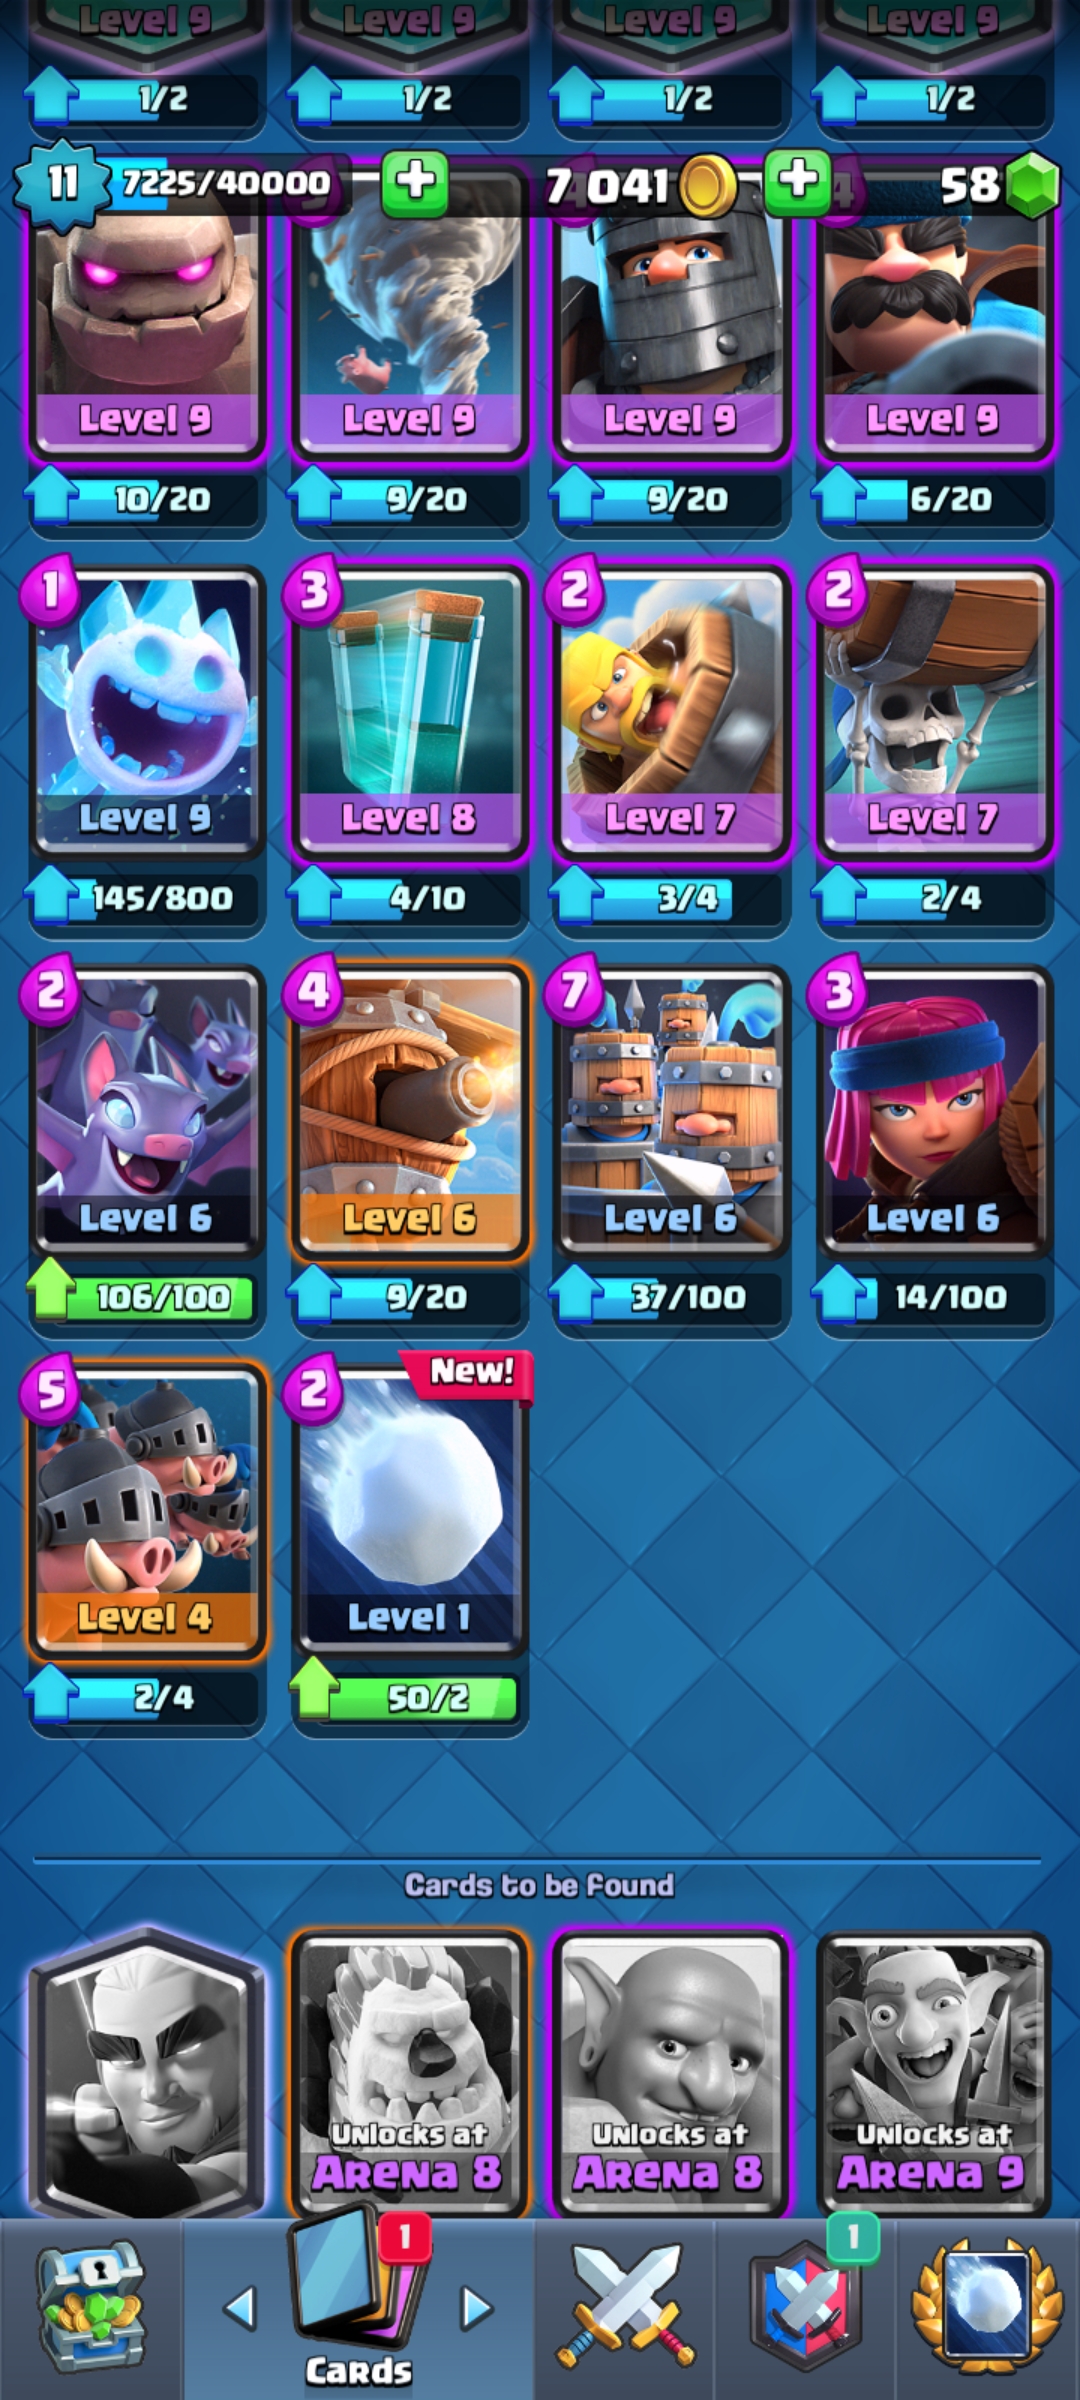 Level 9
Level 9
Level 9
Level 9
1/2
1/2
1/2
1/2
11
7225/40000
7 041
58
4
Level 9
Level 9
Level 9
Level 9
10/20
9/20
9/20
6/20
1
3
2
2
Level 9
Level 8
Level 7
Level 7
145/800
4/10
3/4
2/4
2
4
7
3
Level 6
Level 6
Level 6
Level 6
106/100
9/20
37/100
14/100
5
2
New!
Level 4
Level 1
2/4
50/2
Cards to be found
Unlocks at
Arena 8
Unlocks at
Arena 8
Unlocks at
Arena 9
1
1
Cards